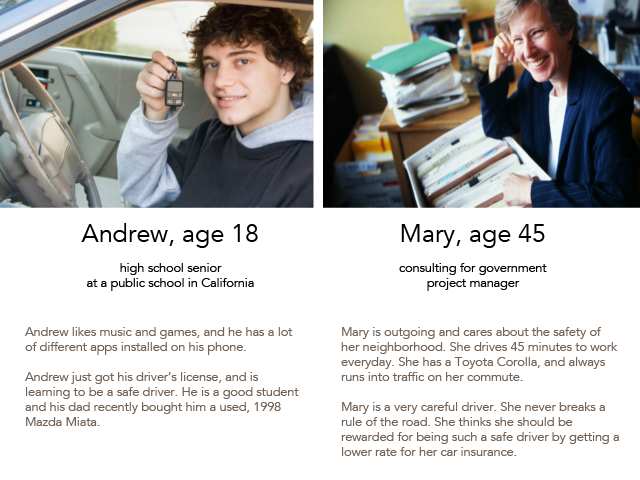 Andrew, age 18
high school senior
at a public school in California
Andrew likes music and games, and he has a lot
of different apps installed on his phone.
Andrew just got his driver's license, and is
learning to be a safe driver. He is a good student
and his dad recently bought him a used, 1998
Mazda Miata.
Mary, age 45
consulting for government
project manager
Mary is outgoing and cares about the safety of
her neighborhood. She drives 45 minutes to work
everyday. She has a Toyota Corolla, and always
runs into traffic on her commute.
Mary is a very careful driver. She never breaks a
rule of the road. She thinks she should be
rewarded for being such a safe driver by getting a
lower rate for her car insurance.